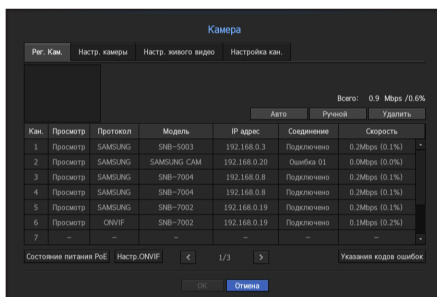 Камера
Рег. Кам. Настр. камеры Настр. живого видео Настройка кан.
Всего: 0.9 Mbps /0.6%
Авто Ручной Удалить
Кан. Просмотр Протокол Модель IP адрес Соединение Скорость
1 Просмотр SAMSUNG SNB-5003 192.168.0.3 Подключено 0.2Mbps (0.1%)
2 Просмотр SAMSUNG SAMSUNG CAM 192.168.0.20 Ошибка 01 0.0Mbps (0.0%)
3 Просмотр SAMSUNG SNB-7004 192.168.0.8 Подключено 0.2Mbps (0.1%)
4 Просмотр SAMSUNG SNB-7004 192.168.0.8 Подключено 0.2Mbps (0.1%)
5 Просмотр SAMSUNG SNB-7002 192.168.0.19 Подключено 0.2Mbps (0.1%)
6 Просмотр ONVIF SNB-7002 192.168.0.19 Подключено 0.1Mbps (0.2%)
7 - - - - - -
Состояние питания PoE Настр.ONVIF < 1/3 > Указания кодов ошибок
OK Отмена